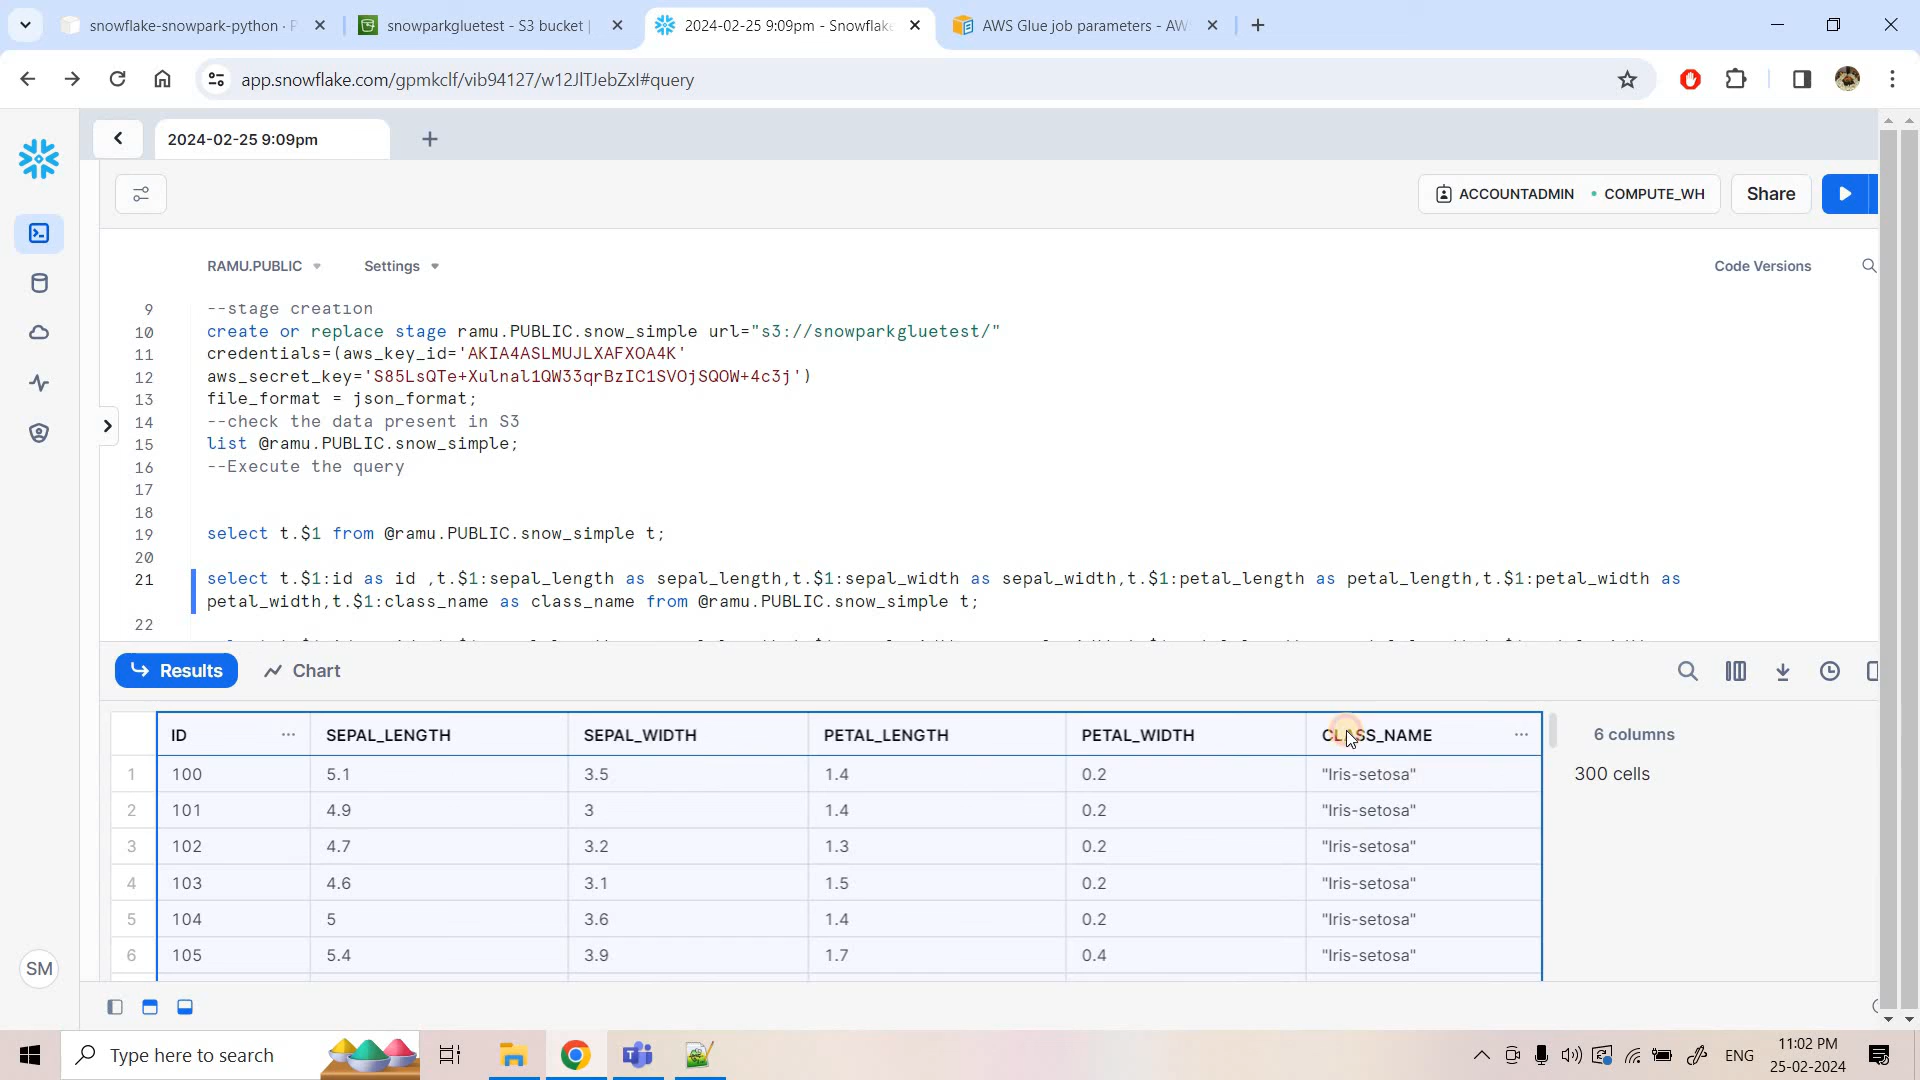 snowflake-snowpark-python · P
snowparkgluetest - S3 bucket |
2024-02-25 9:09pm - Snowflake
AWS Glue job parameters - AW
app.snowflake.com/gpmkclf/vib94127/w12JlTJebZxI#query
2024-02-25 9:09pm
ACCOUNTADMIN • COMPUTE_WH
Share
RAMU.PUBLIC
Settings
Code Versions
9 --stage creation
10 create or replace stage ramu.PUBLIC.snow_simple url="s3://snowparkgluetest/"
11 credentials=(aws_key_id='AKIA4ASLMUJLXAFXOA4K'
12 aws_secret_key='S85LsQTe+Xulnal1QW33qrBzIC1SVOjSQOW+4c3j')
13 file_format = json_format;
14 --check the data present in S3
15 list @ramu.PUBLIC.snow_simple;
16 --Execute the query
17
18
19 select t.$1 from @ramu.PUBLIC.snow_simple t;
20
21 select t.$1:id as id ,t.$1:sepal_length as sepal_length,t.$1:sepal_width as sepal_width,t.$1:petal_length as petal_length,t.$1:petal_width as
petal_width,t.$1:class_name as class_name from @ramu.PUBLIC.snow_simple t;
22
Results
Chart
ID ... SEPAL_LENGTH SEPAL_WIDTH PETAL_LENGTH PETAL_WIDTH CLASS_NAME ...
6 columns
1 100 5.1 3.5 1.4 0.2 "Iris-setosa"
300 cells
2 101 4.9 3 1.4 0.2 "Iris-setosa"
3 102 4.7 3.2 1.3 0.2 "Iris-setosa"
4 103 4.6 3.1 1.5 0.2 "Iris-setosa"
5 104 5 3.6 1.4 0.2 "Iris-setosa"
6 105 5.4 3.9 1.7 0.4 "Iris-setosa"
SM
Type here to search
ENG
11:02 PM
25-02-2024